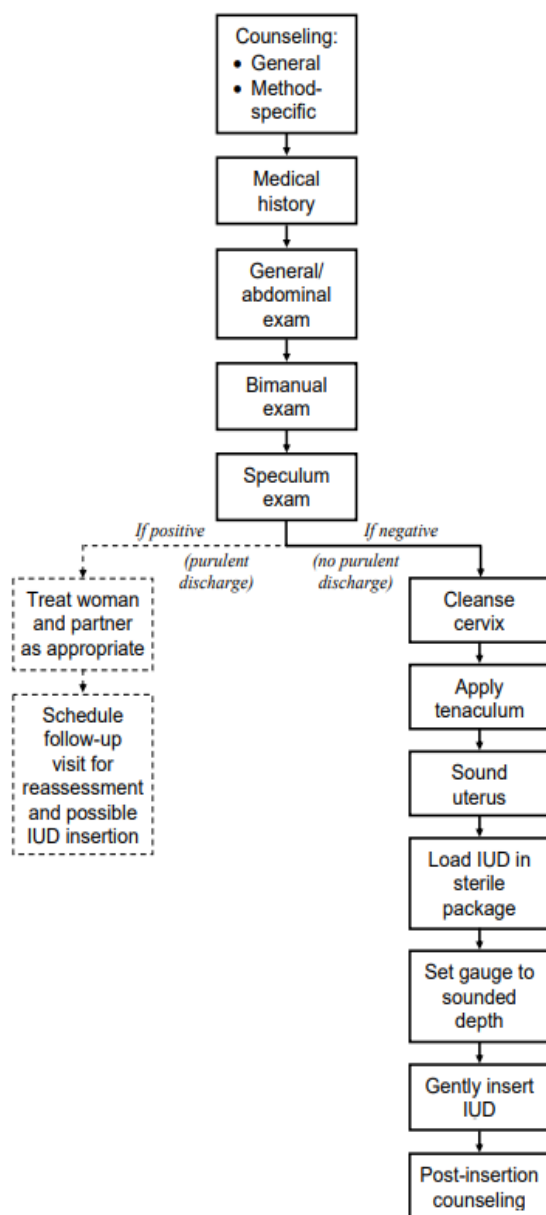 Counseling:
• General
• Method-
specific
Medical
history
General/
abdominal
exam
Bimanual
exam
Speculum
exam
If positive
(purulent
discharge)
If negative
(no purulent
discharge)
Treat woman
and partner
as appropriate
Schedule
follow-up
visit for
reassessment
and possible
IUD insertion
Cleanse
cervix
Apply
tenaculum
Sound
uterus
Load IUD in
sterile
package
Set gauge to
sounded
depth
Gently insert
IUD
Post-insertion
counseling